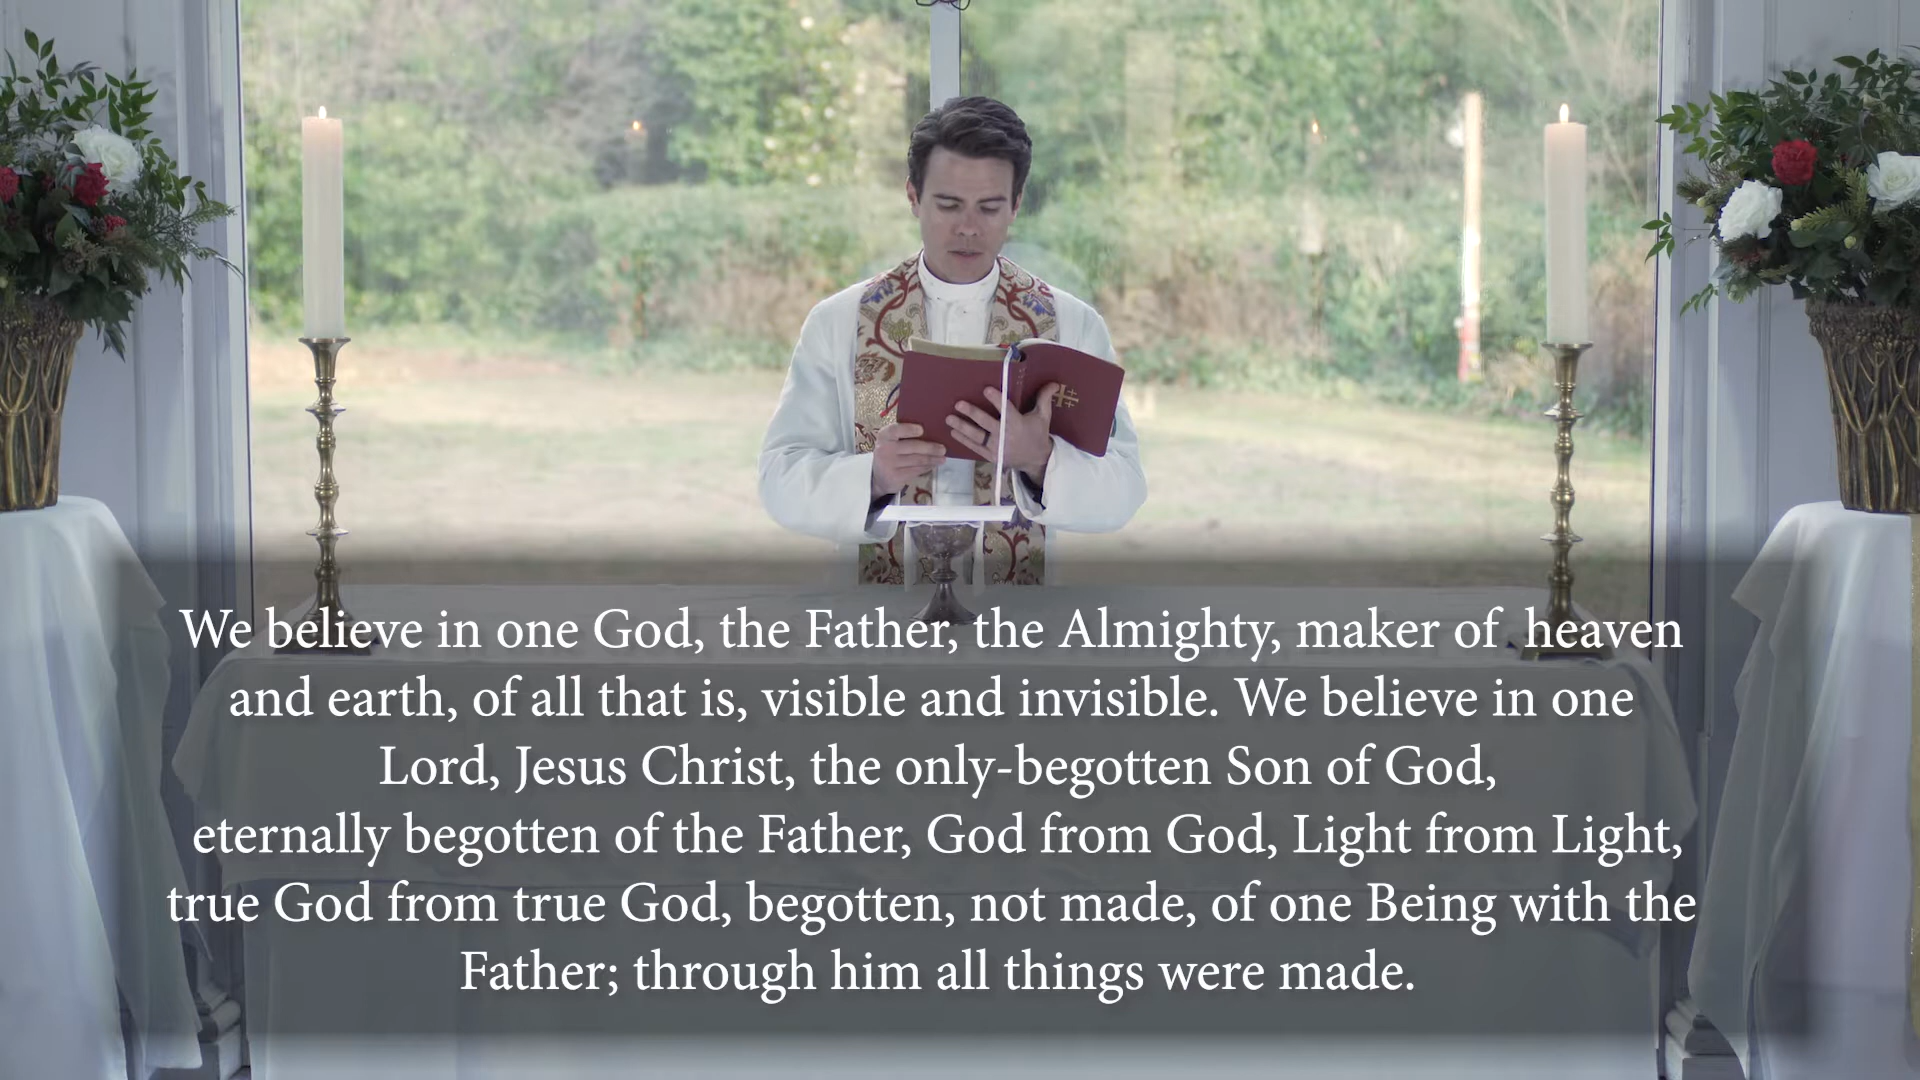 We believe in one God, the Father, the Almighty, maker of heaven
and earth, of all that is, visible and invisible. We believe in one
Lord, Jesus Christ, the only-begotten Son of God,
eternally begotten of the Father, God from God, Light from Light,
true God from true God, begotten, not made, of one Being with the
Father; through him all things were made.